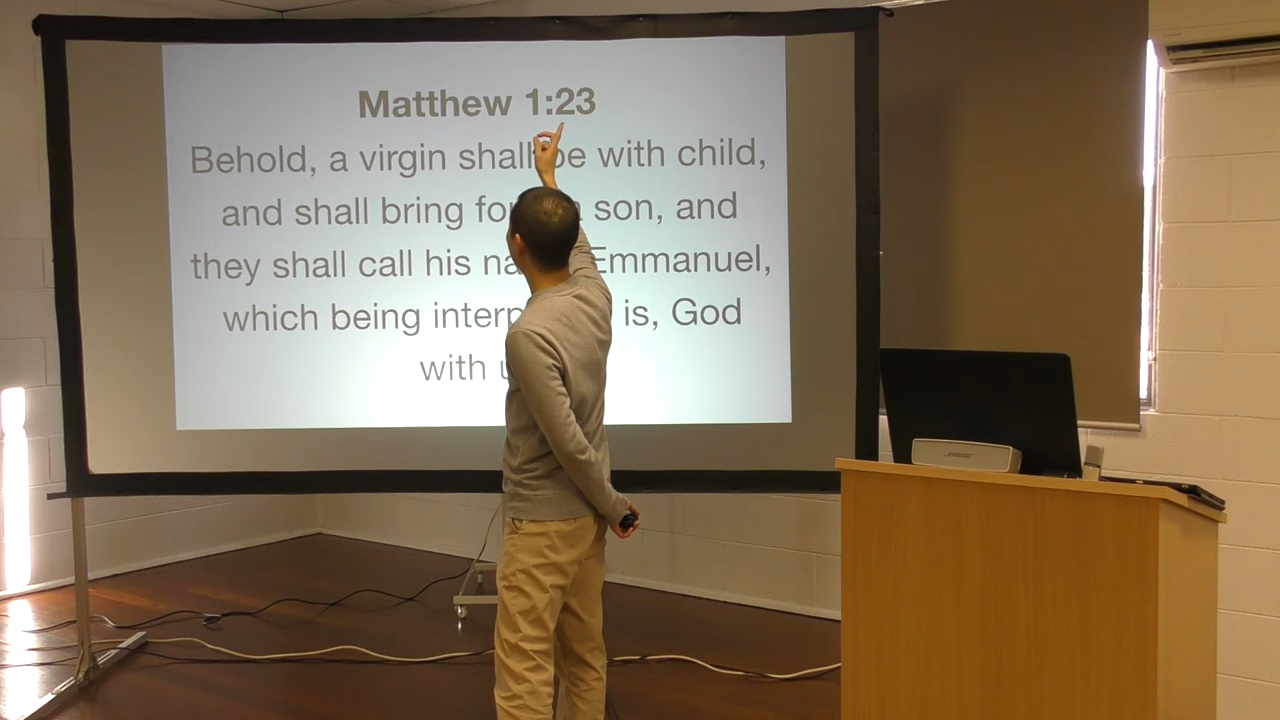 Matthew 1:23
Behold, a virgin shall be with child,
and shall bring son, and
they shall call his Emmanuel,
which being is, God
with